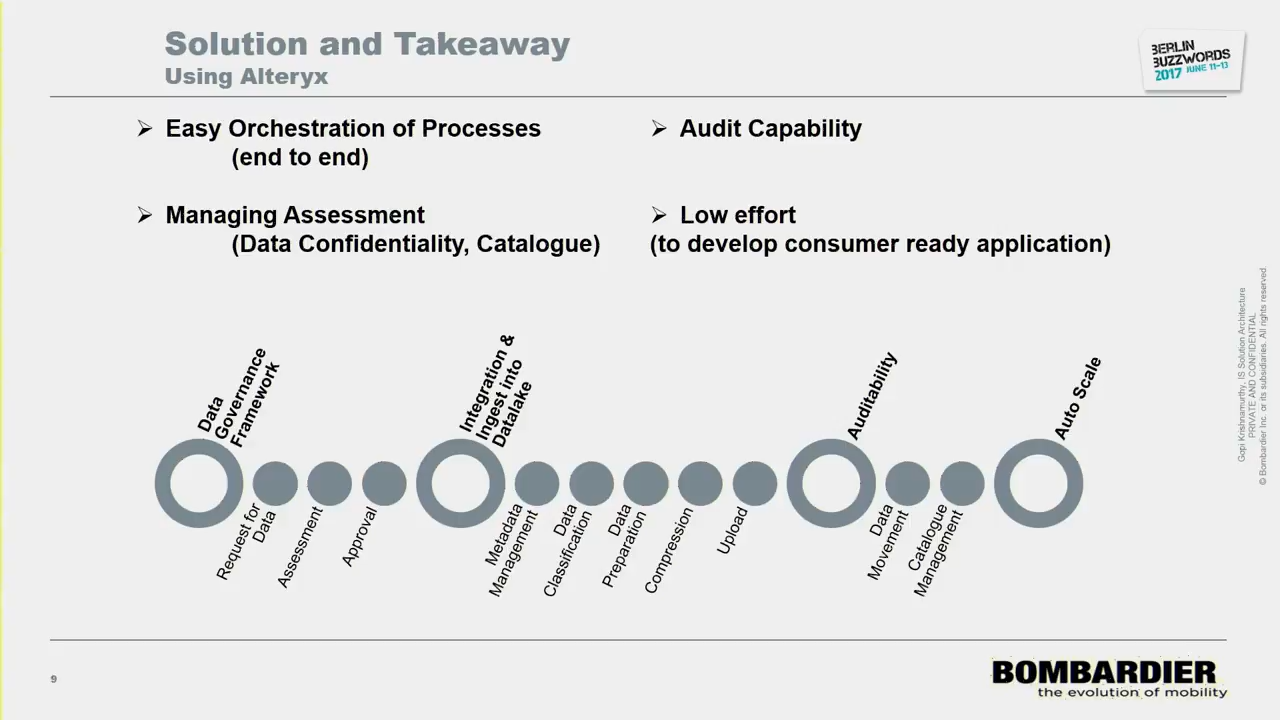 Solution and Takeaway
Using Alteryx
BERLIN
BUZZWORDS
2017 JUNE 11-13
➢ Easy Orchestration of Processes
(end to end)
➢ Audit Capability
➢ Managing Assessment
(Data Confidentiality, Catalogue)
➢ Low effort
(to develop consumer ready application)
Data
Governance
Framework
Request for
Data
Assessment
Approval
Integration &
Ingest into
Datalake
Metadata
Management
Data
Classification
Data
Preparation
Compression
Upload
Auditability
Data
Movement
Catalogue
Management
Auto Scale
Gopi Krishnamurthy, IS Solution Architecture
PRIVATE AND CONFIDENTIAL
© Bombardier Inc. or its subsidiaries. All rights reserved.
9
BOMBARDIER
the evolution of mobility